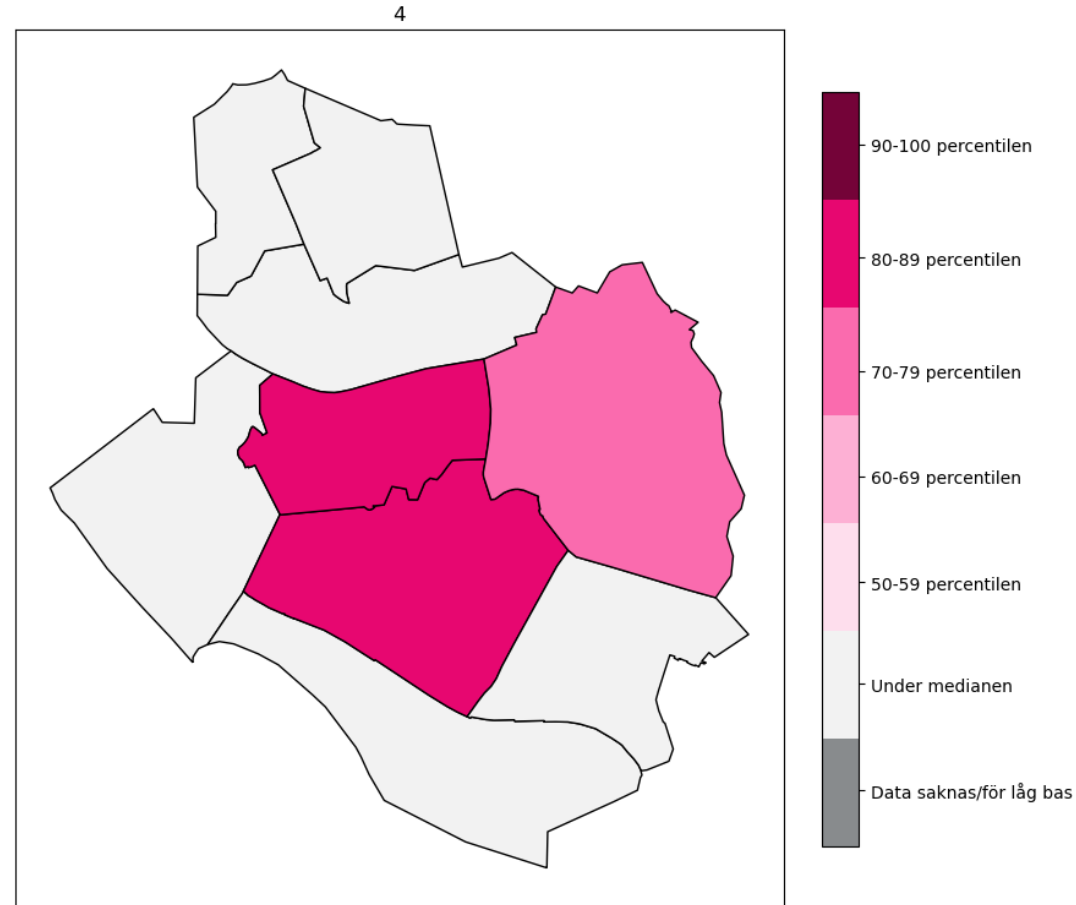 4
90-100 percentilen
80-89 percentilen
70-79 percentilen
60-69 percentilen
50-59 percentilen
Under medianen
Data saknas/för låg bas